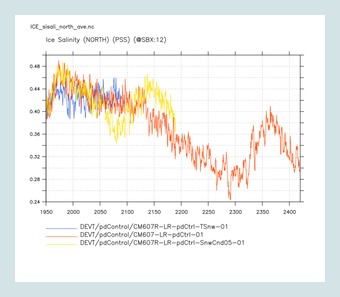 ICE_sisali_north_ave.nc
Ice Salinity (NORTH) (PSS) (@SBX:12)
0.48
0.44
0.40
0.36
0.32
0.28
0.24
1950 2000 2050 2100 2150 2200 2250 2300 2350 2400
DEVT/pdControl/CM607R-LR-pdCtrl-TSnw-01
DEVT/pdControl/CM607-LR-pdCtrl-01
DEVT/pdControl/CM607R-LR-pdCtrl-SnwCnd05-01